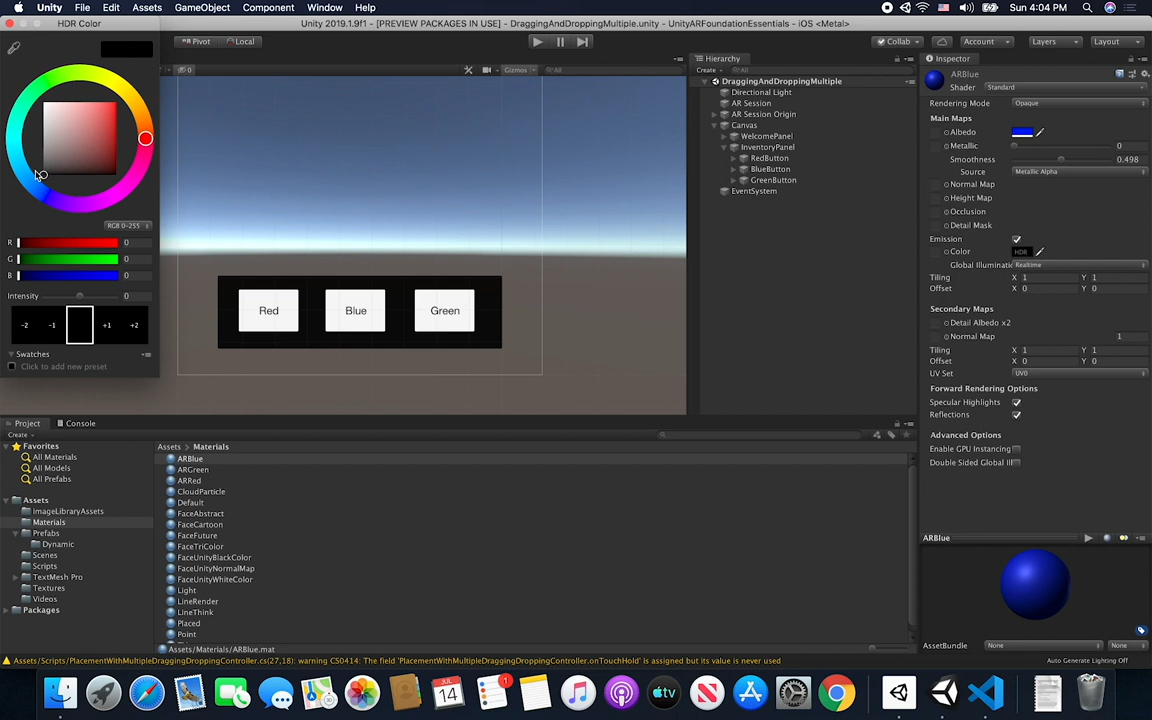 Unity File Edit Assets GameObject Component Window Help Sun 4:04 PM
HDR Color Unity 2019.1.9f1 - [PREVIEW PACKAGES IN USE] - DraggingAndDroppingMultiple.unity - UnityARFoundationEssentials - iOS <Metal>
Pivot Local Collab Account Layers Layout
0 Gizmos All
RGB 0-255
R 0
G 0
B 0
Intensity 0
-2 -1 +1 +2
Swatches
Click to add new preset
Red Blue Green
Hierarchy
Create All
DraggingAndDroppingMultiple
Directional Light
AR Session
AR Session Origin
Canvas
WelcomePanel
InventoryPanel
RedButton
BlueButton
GreenButton
EventSystem
Inspector
ARBlue
Shader Standard
Rendering Mode Opaque
Main Maps
Albedo
Metallic 0
Smoothness 0.498
Source Metallic Alpha
Normal Map
Height Map
Occlusion
Detail Mask
Emission
Color HDR
Global Illuminatio Realtime
Tiling X 1 Y 1
Offset X 0 Y 0
Secondary Maps
Detail Albedo x2
Normal Map 1
Tiling X 1 Y 1
Offset X 0 Y 0
UV Set UV0
Forward Rendering Options
Specular Highlights
Reflections
Advanced Options
Enable GPU Instancing
Double Sided Global Ill
ARBlue
AssetBundle None None
Auto Generate Lighting Off
Project Console
Create
Favorites
All Materials
All Models
All Prefabs
Assets
ImageLibraryAssets
Materials
Prefabs
Dynamic
Scenes
Scripts
TextMesh Pro
Textures
Videos
Packages
Assets > Materials
ARBlue
ARGreen
ARRed
CloudParticle
Default
FaceAbstract
FaceCartoon
FaceFuture
FaceTriColor
FaceUnityBlackColor
FaceUnityNormalMap
FaceUnityWhiteColor
Light
LineRender
LineThink
Placed
Point
Assets/Materials/ARBlue.mat
Assets/Scripts/PlacementWithMultipleDraggingDroppingController.cs(27,18): warning CS0414: The field 'PlacementWithMultipleDraggingDroppingController.onTouchHold' is assigned but its value is never used
JUL
14
1